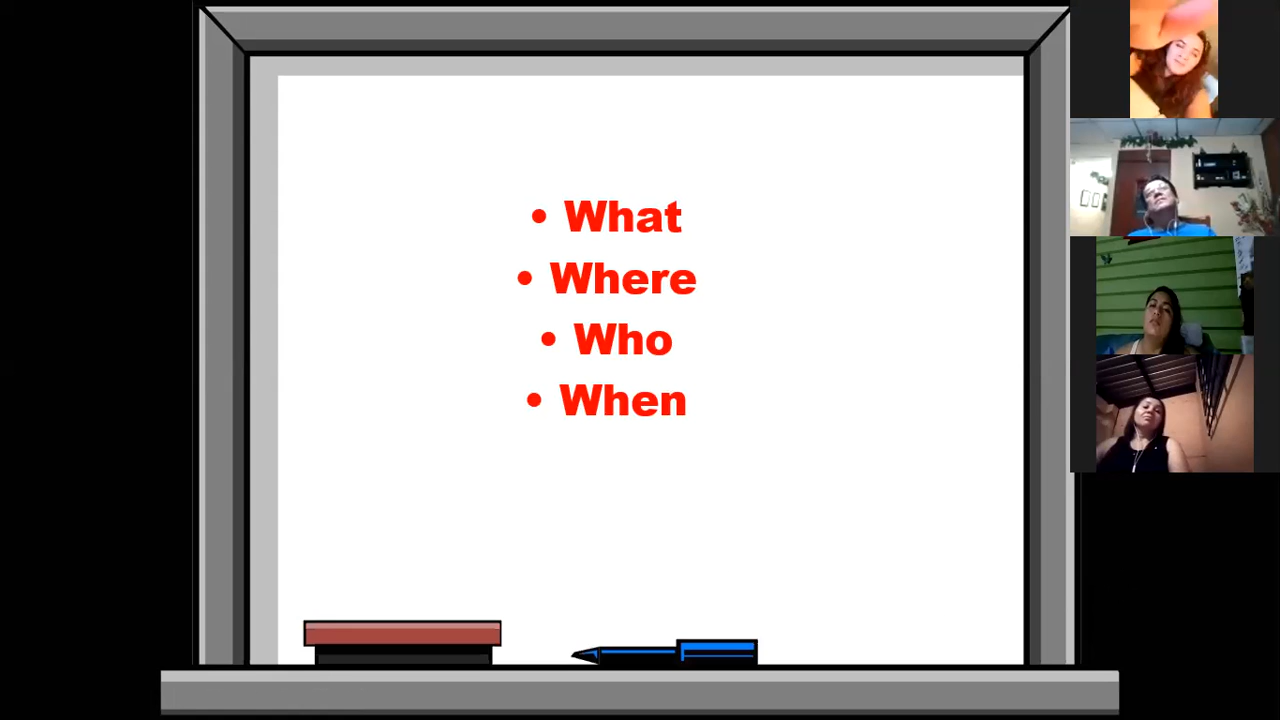 • What
• Where
• Who
• When